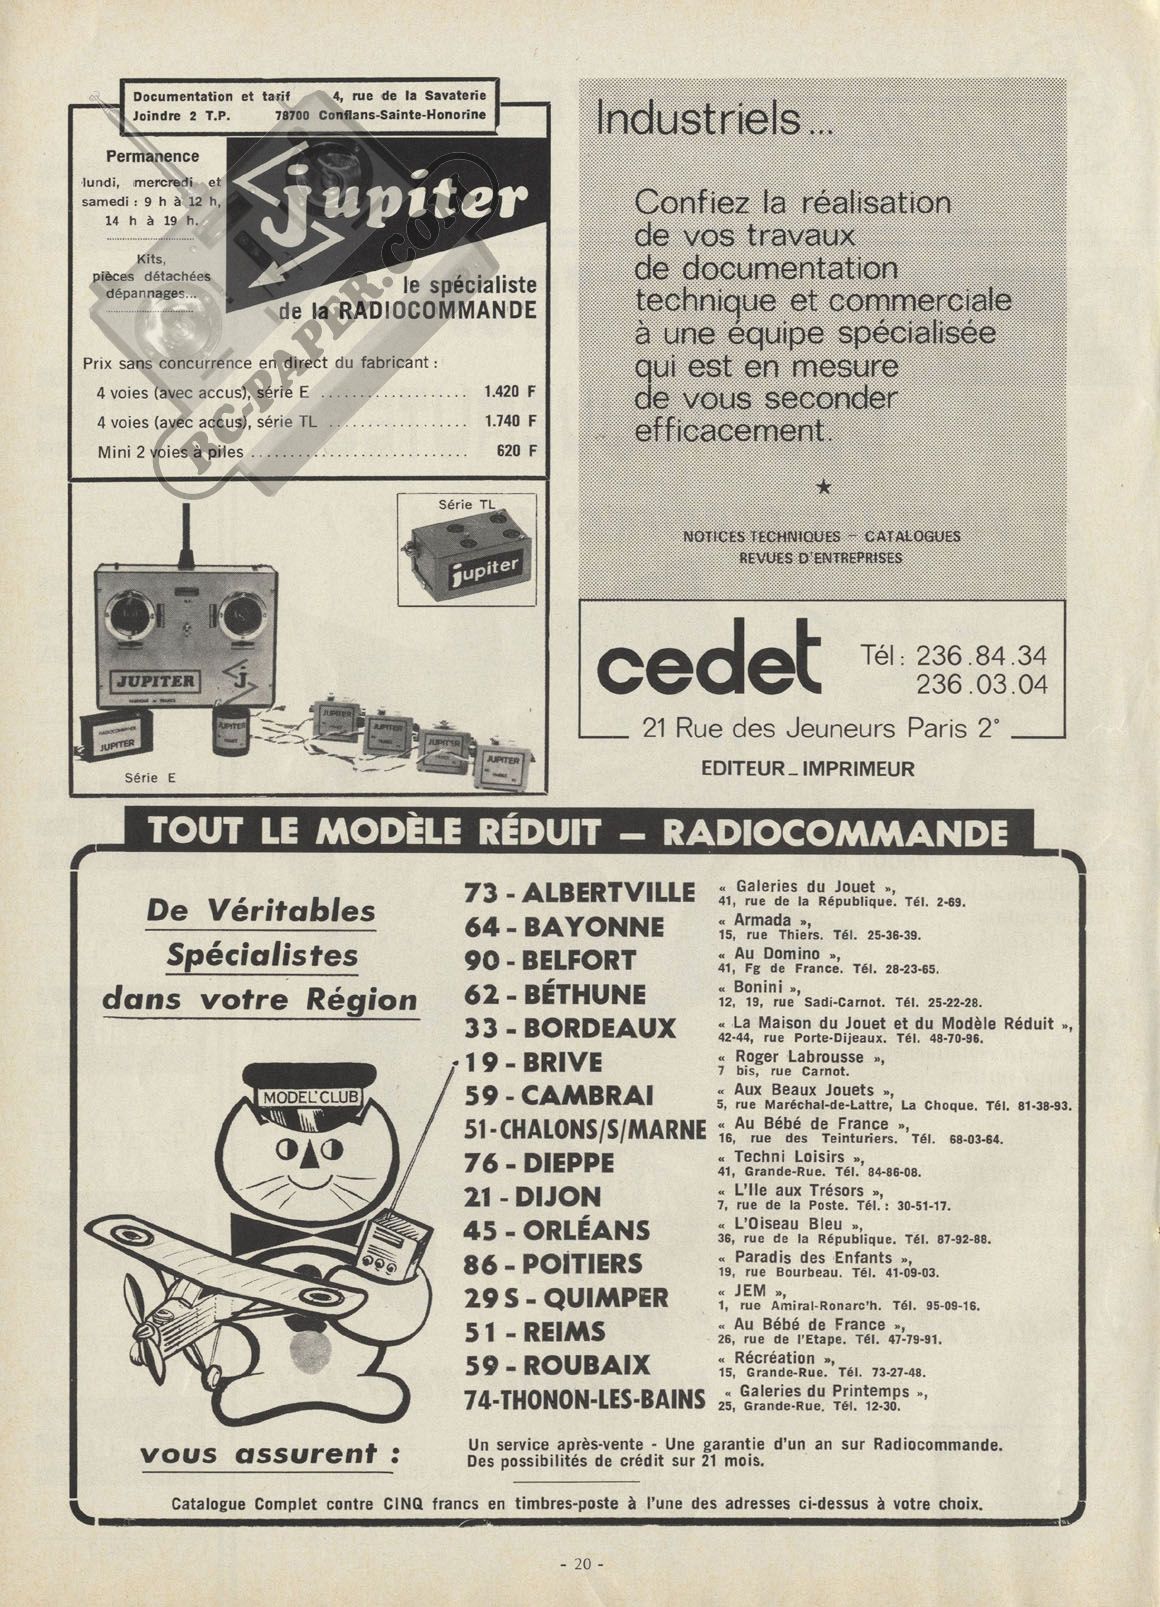 Documentation et tarif 4, rue de la Savaterie
Joindre 2 T.P. 78700 Conflans-Sainte-Honorine
Permanence
lundi, mercredi et
samedi : 9 h à 12 h,
14 h à 19 h.
Kits,
pièces détachées
dépannages...
jupiter
le spécialiste
de la RADIOCOMMANDE
Prix sans concurrence en direct du fabricant :
4 voies (avec accus), série E .................. 1.420 F
4 voies (avec accus), série TL .................. 1.740 F
Mini 2 voies à piles ............................ 620 F
RC-PAPER.COM
Série TL
jupiter
JUPITER
j
FABRIQUE EN FRANCE
RADIOCOMMANDE
JUPITER
JUPITER
JUPITER
JUPITER
JUPITER
JUPITER
Série E
Industriels...
Confiez la réalisation
de vos travaux
de documentation
technique et commerciale
à une équipe spécialisée
qui est en mesure
de vous seconder
efficacement.
★
NOTICES TECHNIQUES – CATALOGUES
REVUES D'ENTREPRISES
cedet
Tél : 236.84.34
236.03.04
21 Rue des Jeuneurs Paris 2°
EDITEUR _ IMPRIMEUR
TOUT LE MODÈLE RÉDUIT – RADIOCOMMANDE
De Véritables
Spécialistes
dans votre Région
MODEL'CLUB
73 - ALBERTVILLE « Galeries du Jouet »,
41, rue de la République. Tél. 2-69.
64 - BAYONNE « Armada »,
15, rue Thiers. Tél. 25-36-39.
90 - BELFORT « Au Domino »,
41, Fg de France. Tél. 28-23-65.
62 - BÉTHUNE « Bonini »,
12, 19, rue Sadi-Carnot. Tél. 25-22-28.
33 - BORDEAUX « La Maison du Jouet et du Modèle Réduit »,
42-44, rue Porte-Dijeaux. Tél. 48-70-96.
19 - BRIVE « Roger Labrousse »,
7 bis, rue Carnot.
59 - CAMBRAI « Aux Beaux Jouets »,
5, rue Maréchal-de-Lattre, La Choque. Tél. 81-38-93.
51-CHALONS/S/MARNE « Au Bébé de France »,
16, rue des Teinturiers. Tél. 68-03-64.
76 - DIEPPE « Techni Loisirs »,
41, Grande-Rue. Tél. 84-86-08.
21 - DIJON « L'Ile aux Trésors »,
7, rue de la Poste. Tél. : 30-51-17.
45 - ORLÉANS « L'Oiseau Bleu »,
36, rue de la République. Tél. 87-92-88.
86 - POITIERS « Paradis des Enfants »,
19, rue Bourbeau. Tél. 41-09-03.
29 S - QUIMPER « JEM »,
1, rue Amiral-Ronarc'h. Tél. 95-09-16.
51 - REIMS « Au Bébé de France »,
26, rue de l'Etape. Tél. 47-79-91.
59 - ROUBAIX « Récréation »,
15, Grande-Rue. Tél. 73-27-48.
74-THONON-LES-BAINS « Galeries du Printemps »,
25, Grande-Rue. Tél. 12-30.
vous assurent :
Un service après-vente - Une garantie d'un an sur Radiocommande.
Des possibilités de crédit sur 21 mois.
Catalogue Complet contre CINQ francs en timbres-poste à l'une des adresses ci-dessus à votre choix.
- 20 -